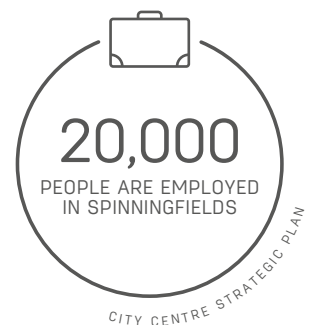 20,000
PEOPLE ARE EMPLOYED
IN SPINNINGFIELDS
CITY CENTRE STRATEGIC PLAN